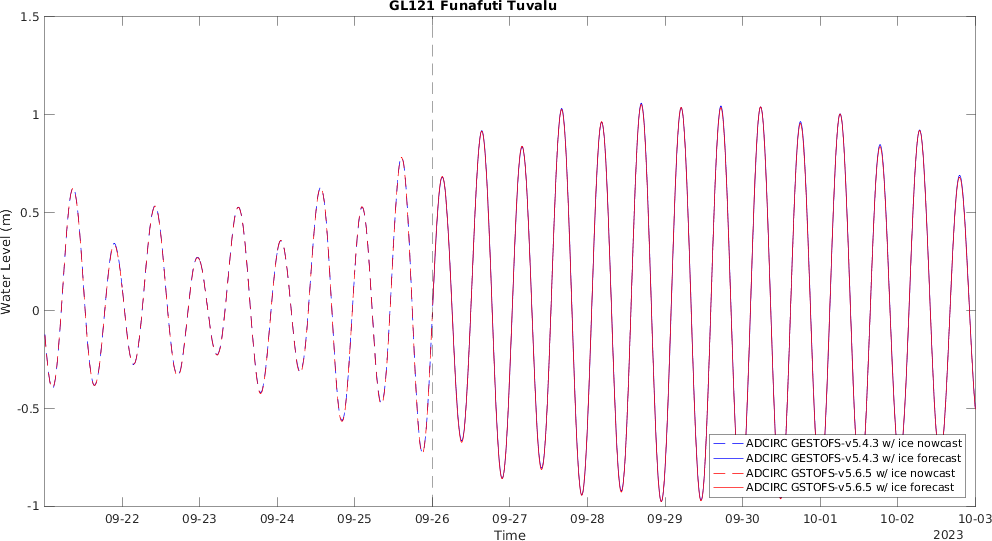 GL121 Funafuti Tuvalu
1.5
1
0.5
0
-0.5
-1
Water Level (m)
ADCIRC GESTOFS-v5.4.3 w/ ice nowcast
ADCIRC GESTOFS-v5.4.3 w/ ice forecast
ADCIRC GSTOFS-v5.6.5 w/ ice nowcast
ADCIRC GSTOFS-v5.6.5 w/ ice forecast
09-22 09-23 09-24 09-25 09-26 09-27 09-28 09-29 09-30 10-01 10-02 10-03
Time
2023